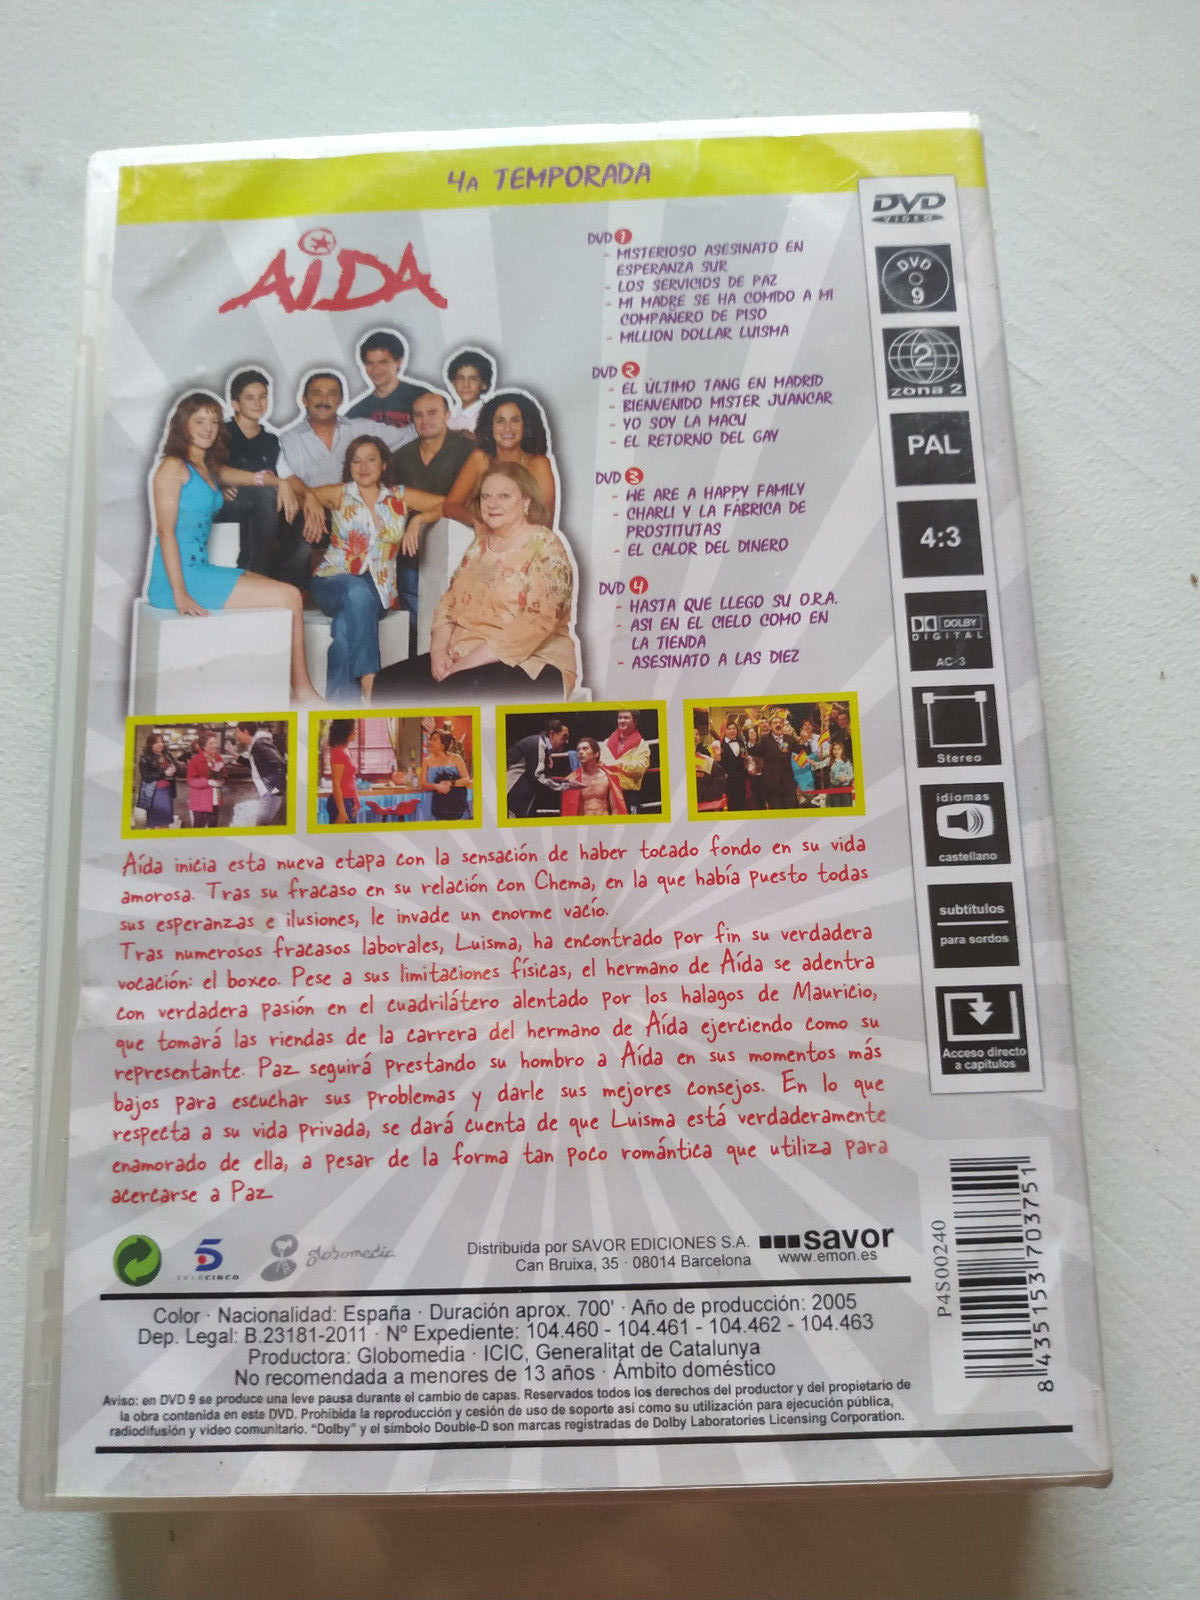 4A TEMPORADA
AÍDA
DVD 1
- MISTERIOSO ASESINATO EN
ESPERANZA SUR
- LOS SERVICIOS DE PAZ
- MI MADRE SE HA COMIDO A MI
COMPAÑERO DE PISO
- MILLION DOLLAR LUISMA
DVD 2
- EL ÚLTIMO TANG EN MADRID
- BIENVENIDO MISTER JUANCAR
- YO SOY LA MACU
- EL RETORNO DEL GAY
DVD 3
- WE ARE A HAPPY FAMILY
- CHARLI Y LA FÁBRICA DE
PROSTITUTAS
- EL CALOR DEL DINERO
DVD 4
- HASTA QUE LLEGO SU O.R.A.
- ASI EN EL CIELO COMO EN
LA TIENDA
- ASESINATO A LAS DIEZ
DVD
VIDEO
DVD
9
2
zona 2
PAL
4:3
DOLBY
DIGITAL
AC-3
Stereo
idiomas
castellano
subtítulos
para sordos
Acceso directo
a capítulos
Aída inicia esta nueva etapa con la sensación de haber tocado fondo en su vida
amorosa. Tras su fracaso en su relación con Chema, en la que había puesto todas
sus esperanzas e ilusiones, le invade un enorme vacío.
Tras numerosos fracasos laborales, Luisma, ha encontrado por fin su verdadera
vocación: el boxeo. Pese a sus limitaciones físicas, el hermano de Aída se adentra
con verdadera pasión en el cuadrilátero alentado por los halagos de Mauricio,
que tomará las riendas de la carrera del hermano de Aída ejerciendo como su
representante. Paz seguirá prestando su hombro a Aída en sus momentos más
bajos para escuchar sus problemas y darle sus mejores consejos. En lo que
respecta a su vida privada, se dará cuenta de que Luisma está verdaderamente
enamorado de ella, a pesar de la forma tan poco romántica que utiliza para
acercarse a Paz
5
TELECINCO
globomedia
Distribuida por SAVOR EDICIONES S.A.
Can Bruixa, 35 · 08014 Barcelona
savor
www.emon.es
P4S00240
8 435153 703751
Color · Nacionalidad: España · Duración aprox. 700' · Año de producción: 2005
Dep. Legal: B.23181-2011 · Nº Expediente: 104.460 - 104.461 - 104.462 - 104.463
Productora: Globomedia · ICIC, Generalitat de Catalunya
No recomendada a menores de 13 años · Ámbito doméstico
Aviso: en DVD 9 se produce una leve pausa durante el cambio de capas. Reservados todos los derechos del productor y del propietario de
la obra contenida en este DVD. Prohibida la reproducción y cesión de uso de soporte así como su utilización para ejecución pública,
radiodifusión y vídeo comunitario. "Dolby" y el símbolo Double-D son marcas registradas de Dolby Laboratories Licensing Corporation.